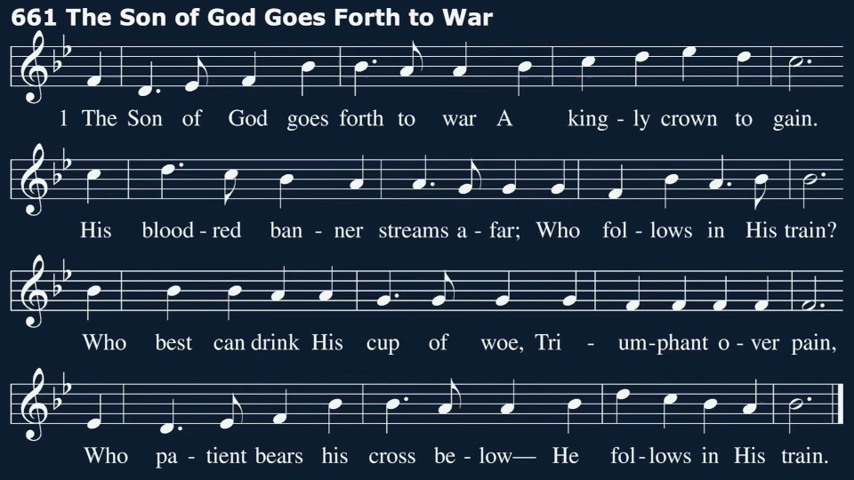 661 The Son of God Goes Forth to War
1 The Son of God goes forth to war A king - ly crown to gain.
His blood - red ban - ner streams a - far; Who fol - lows in His train?
Who best can drink His cup of woe, Tri - um-phant o - ver pain,
Who pa - tient bears his cross be - low— He fol - lows in His train.